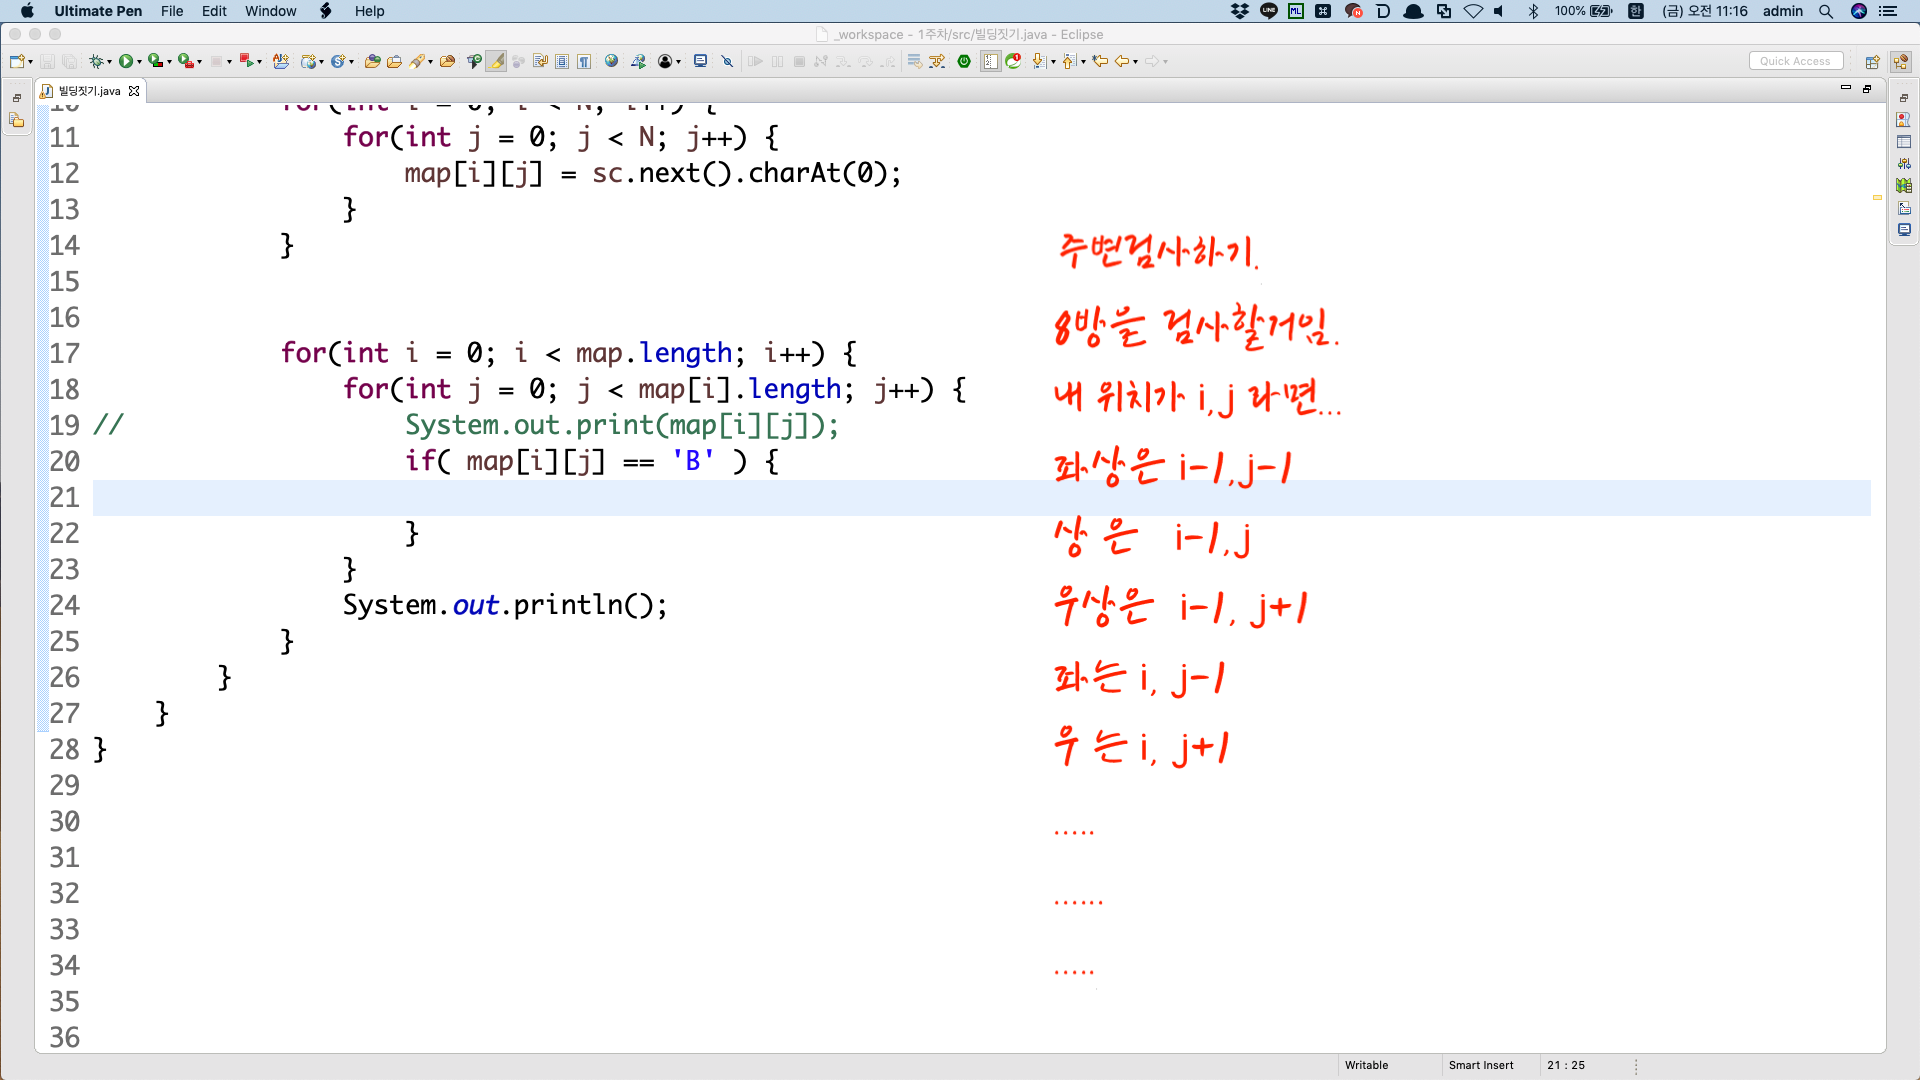 Ultimate Pen File Edit Window Help 100% 한 (금) 오전 11:16 admin
_workspace - 1주차/src/빌딩짓기.java - Eclipse
Quick Access
빌딩짓기.java
10 for(int i = 0; i < N; i++) {
11 for(int j = 0; j < N; j++) {
12 map[i][j] = sc.next().charAt(0);
13 }
14 }
15
16
17 for(int i = 0; i < map.length; i++) {
18 for(int j = 0; j < map[i].length; j++) {
19 // System.out.print(map[i][j]);
20 if( map[i][j] == 'B' ) {
21
22 }
23 }
24 System.out.println();
25 }
26 }
27 }
28 }
29
30
31
32
33
34
35
36
주변검사하기.
8방을 검사할거임.
내 위치가 i,j 라면...
좌상은 i-1,j-1
상 은 i-1,j
우상은 i-1, j+1
좌는 i, j-1
우 는 i, j+1
.....
......
.....
Writable Smart Insert 21 : 25